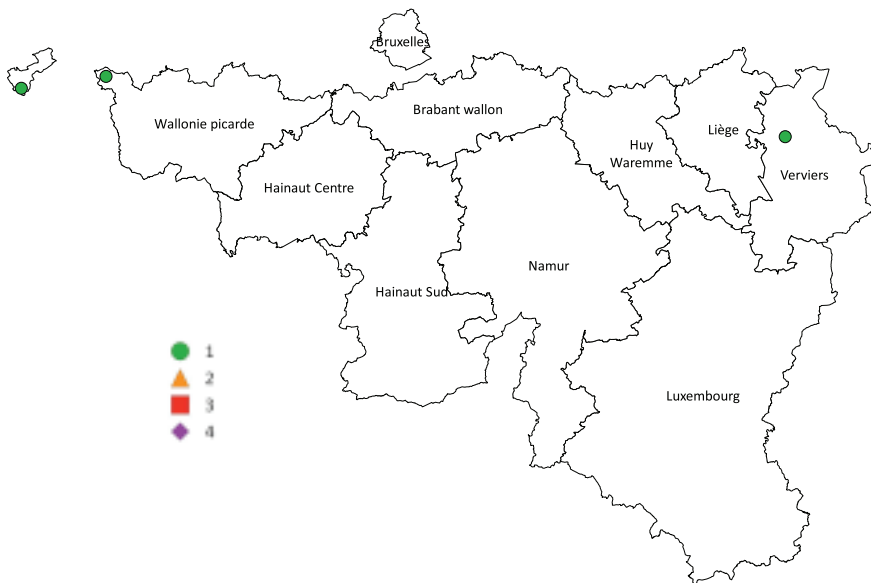 Bruxelles
Wallonie picarde
Brabant wallon
Huy
Waremme
Liège
Verviers
Hainaut Centre
Namur
Hainaut Sud
Luxembourg
1
2
3
4